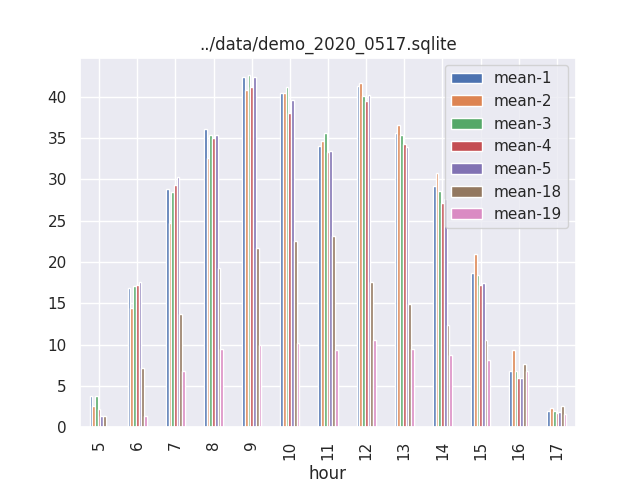 ../data/demo_2020_0517.sqlite
mean-1
mean-2
mean-3
mean-4
mean-5
mean-18
mean-19
40
35
30
25
20
15
10
5
0
5 6 7 8 9 10 11 12 13 14 15 16 17
hour